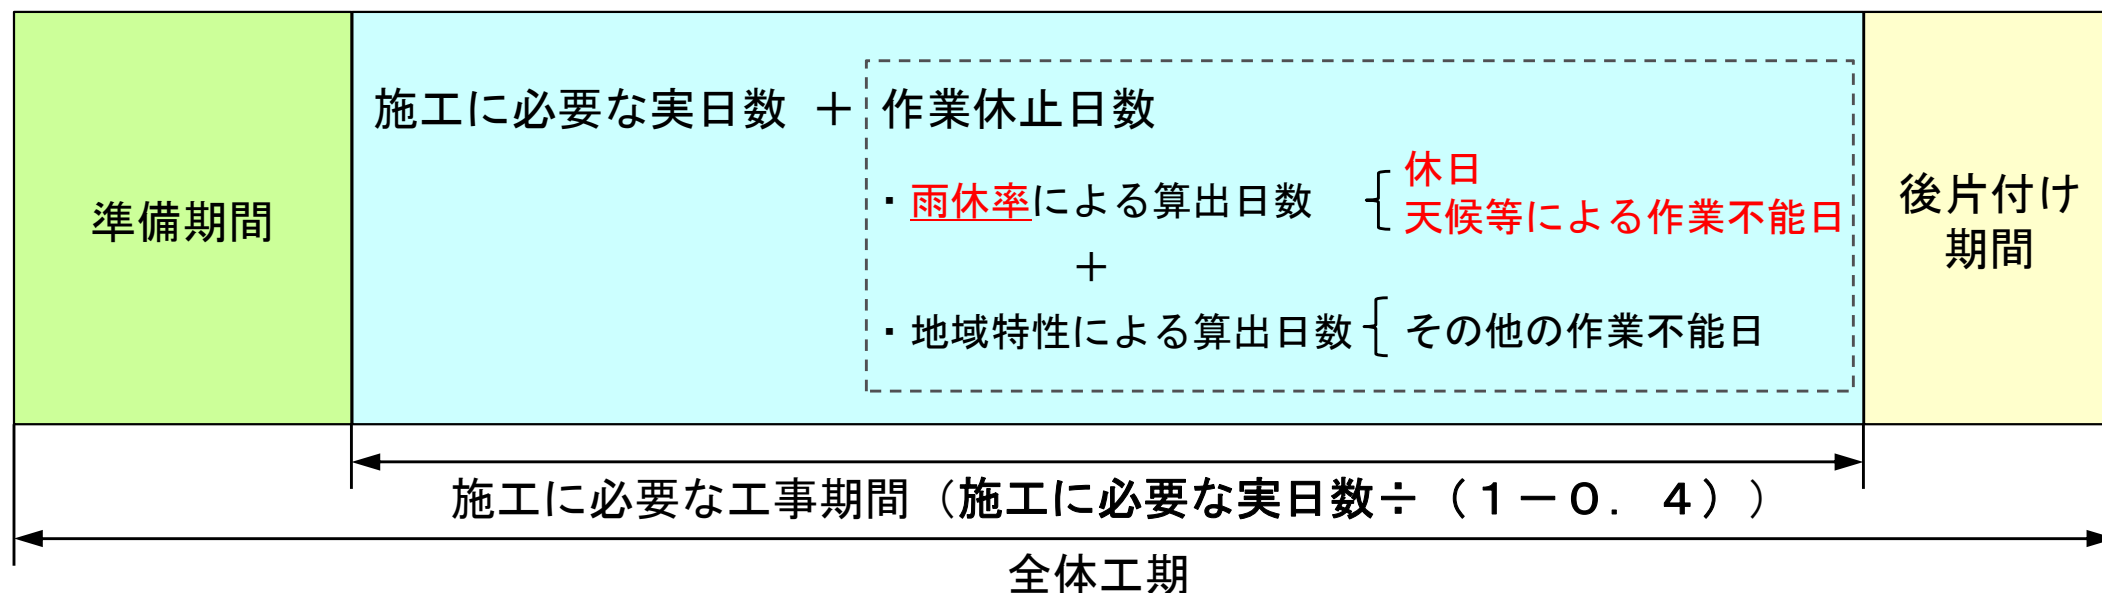 準備期間
施工に必要な実日数 ＋ 作業休止日数
・雨休率による算出日数
休日
天候等による作業不能日
＋
・地域特性による算出日数
その他の作業不能日
後片付け
期間
施工に必要な工事期間（施工に必要な実日数÷（１－０．４））
全体工期